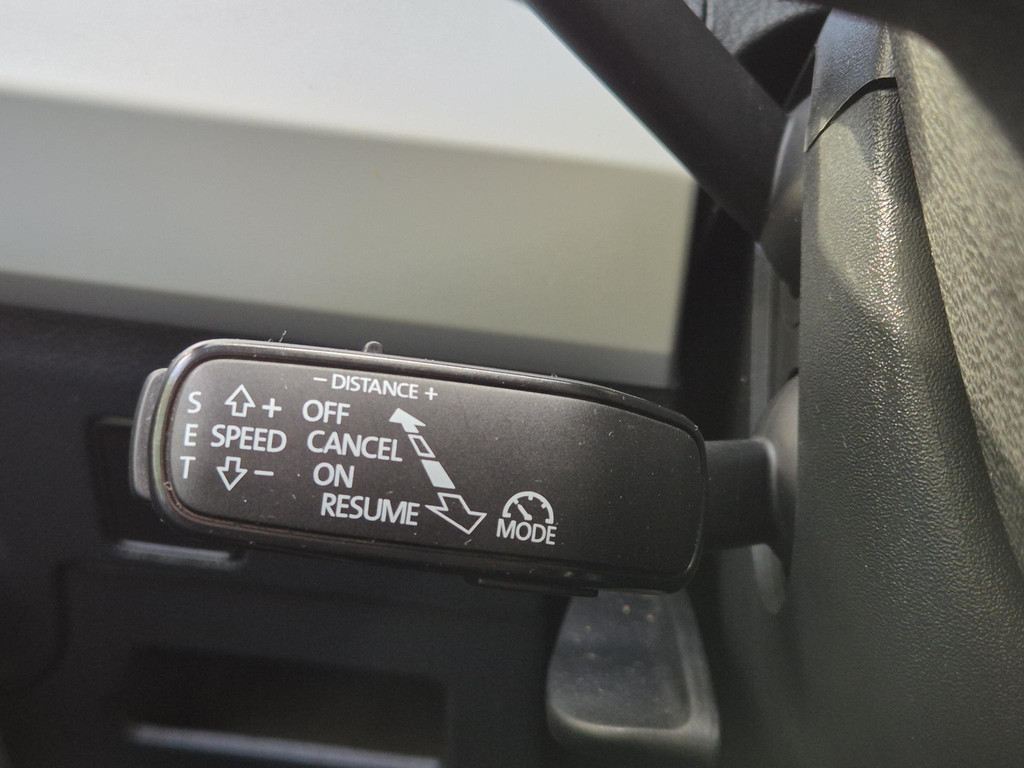 – DISTANCE +
S
E
T
+
SPEED
–
OFF
CANCEL
ON
RESUME
MODE